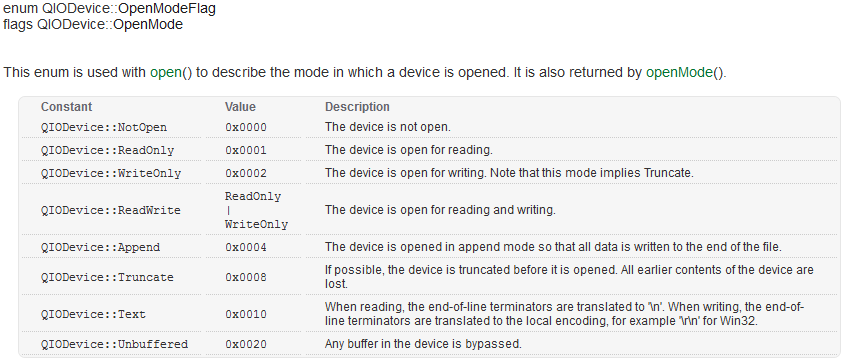 enum QIODevice::OpenModeFlag
flags QIODevice::OpenMode
This enum is used with open() to describe the mode in which a device is opened. It is also returned by openMode().
Constant Value Description
QIODevice::NotOpen 0x0000 The device is not open.
QIODevice::ReadOnly 0x0001 The device is open for reading.
QIODevice::WriteOnly 0x0002 The device is open for writing. Note that this mode implies Truncate.
QIODevice::ReadWrite ReadOnly
|
WriteOnly
The device is open for reading and writing.
QIODevice::Append 0x0004 The device is opened in append mode so that all data is written to the end of the file.
QIODevice::Truncate 0x0008 If possible, the device is truncated before it is opened. All earlier contents of the device are
lost.
QIODevice::Text 0x0010 When reading, the end-of-line terminators are translated to '\n'. When writing, the end-of-
line terminators are translated to the local encoding, for example '\r\n' for Win32.
QIODevice::Unbuffered 0x0020 Any buffer in the device is bypassed.